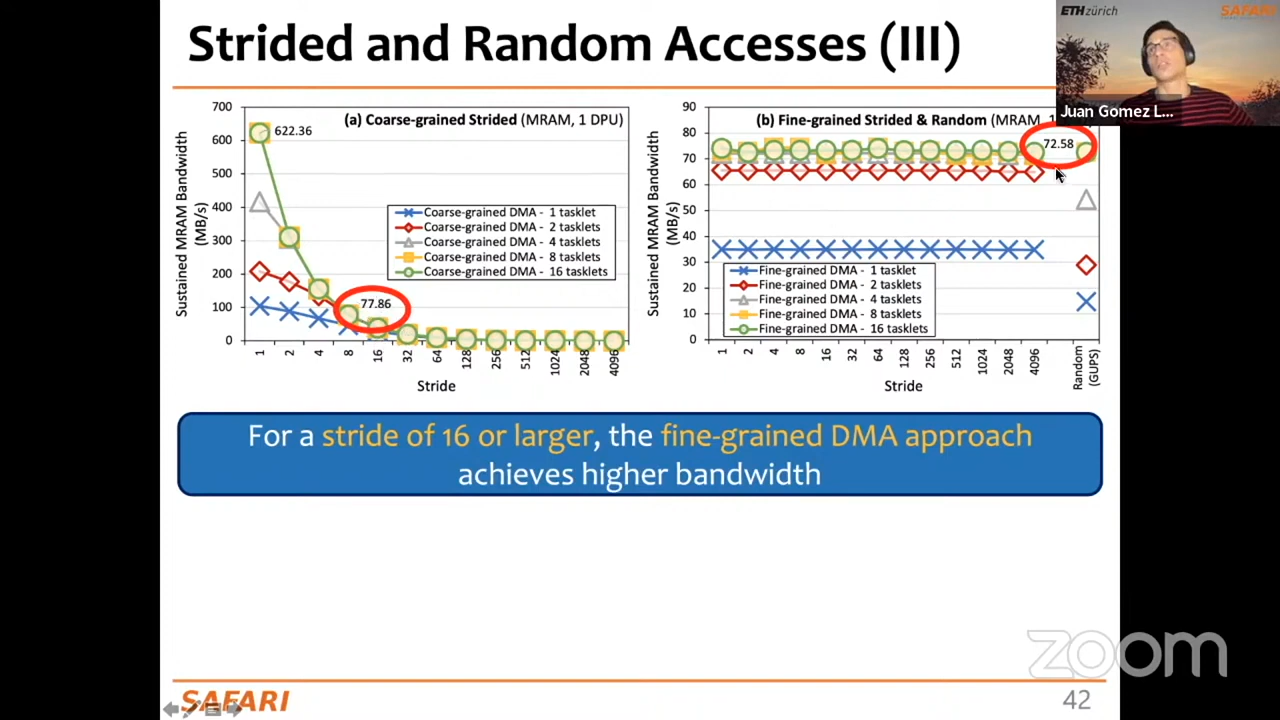 Strided and Random Accesses (III)
ETH zürich
SAFARI
Juan Gomez L...
(a) Coarse-grained Strided (MRAM, 1 DPU)
Sustained MRAM Bandwidth
(MB/s)
700
600
500
400
300
200
100
0
622.36
77.86
Coarse-grained DMA - 1 tasklet
Coarse-grained DMA - 2 tasklets
Coarse-grained DMA - 4 tasklets
Coarse-grained DMA - 8 tasklets
Coarse-grained DMA - 16 tasklets
1 2 4 8 16 32 64 128 256 512 1024 2048 4096
Stride
(b) Fine-grained Strided & Random (MRAM, 1
Sustained MRAM Bandwidth
(MB/s)
90
80
70
60
50
40
30
20
10
0
72.58
Fine-grained DMA - 1 tasklet
Fine-grained DMA - 2 tasklets
Fine-grained DMA - 4 tasklets
Fine-grained DMA - 8 tasklets
Fine-grained DMA - 16 tasklets
1 2 4 8 16 32 64 128 256 512 1024 2048 4096
Random
(GUPS)
Stride
For a stride of 16 or larger, the fine-grained DMA approach
achieves higher bandwidth
zoom
SAFARI
42